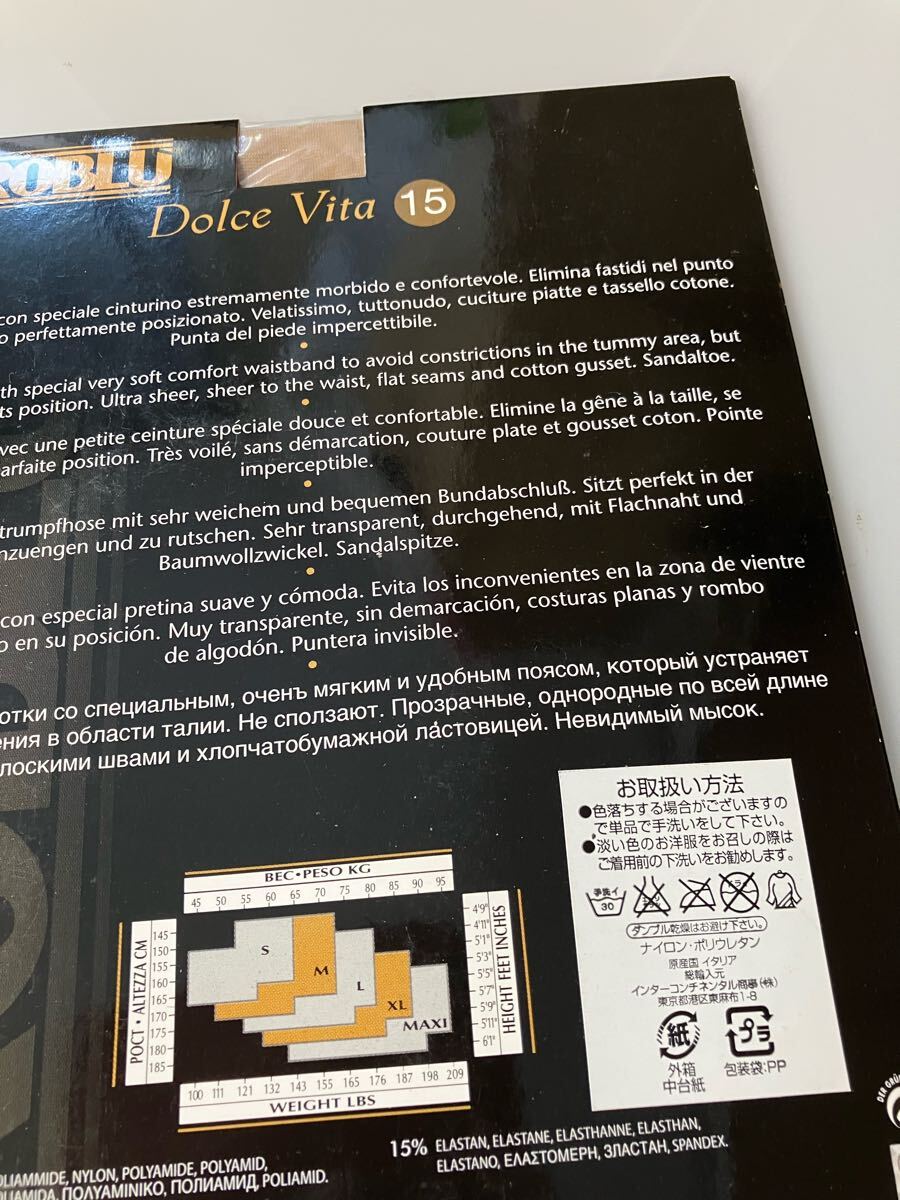 ROBLU
Dolce Vita 15
con speciale cinturino estremamente morbido e confortevole. Elimina fastidi nel punto
o perfettamente posizionato. Velatissimo, tuttonudo, cuciture piatte e tassello cotone.
Punta del piede impercettibile.
th special very soft comfort waistband to avoid constrictions in the tummy area, but
ts position. Ultra sheer, sheer to the waist, flat seams and cotton gusset. Sandaltoe.
vec une petite ceinture spéciale douce et confortable. Elimine la gêne à la taille, se
arfaite position. Très voilé, sans démarcation, couture plate et gousset coton. Pointe
imperceptible.
trumpfhose mit sehr weichem und bequemen Bundabschluß. Sitzt perfekt in der
nzuengen und zu rutschen. Sehr transparent, durchgehend, mit Flachnaht und
Baumwollzwickel. Sandalspitze.
con especial pretina suave y cómoda. Evita los inconvenientes en la zona de vientre
o en su posición. Muy transparente, sin demarcación, costuras planas y rombo
de algodón. Puntera invisible.
отки со специальным, оченъ мягким и удобным поясом, который устраняет
ения в области талии. Не сползают. Прозрачные, однородные по всей длине
лоскими швами и хлопчатобумажной ластовицей. Невидимый мысок.
お取扱い方法
●色落ちする場合がございますの
で単品で手洗いをして下さい。
●淡い色のお洋服をお召しの際は
ご着用前の下洗いをお勧めします。
手洗イ
30
タンブル乾燥はお避け下さい。
ナイロン・ポリウレタン
原産国 イタリア
総輸入元
インターコンチネンタル商事(株)
東京都港区東麻布1-8
紙
プラ
外箱
中台紙
包装袋:PP
ВЕС•PESO KG
45 50 55 60 65 70 75 80 85 90 95
РОСТ • ALTEZZA CM
145
150
155
160
165
170
175
180
185
S
M
L
XL
MAXI
4'9"
4'11"
5'1"
5'3"
5'5"
5'7"
5'9"
5'11"
6'1"
HEIGHT FEET INCHES
100 111 121 132 143 155 165 176 187 198 209
WEIGHT LBS
15% ELASTAN, ELASTANE, ELASTHANNE, ELASTHAN,
ELASTANO, ΕΛΑΣΤΟΜΕΡΗ, ЭЛАСТАН, SPANDEX.
OLIAMMIDE, NYLON, POLYAMIDE, POLYAMID,
LIAMIDA, ΠΟΛΥΑΜΙΝΙΚΟ, ПОЛИАМИД, POLIAMID.
DER GRÜ